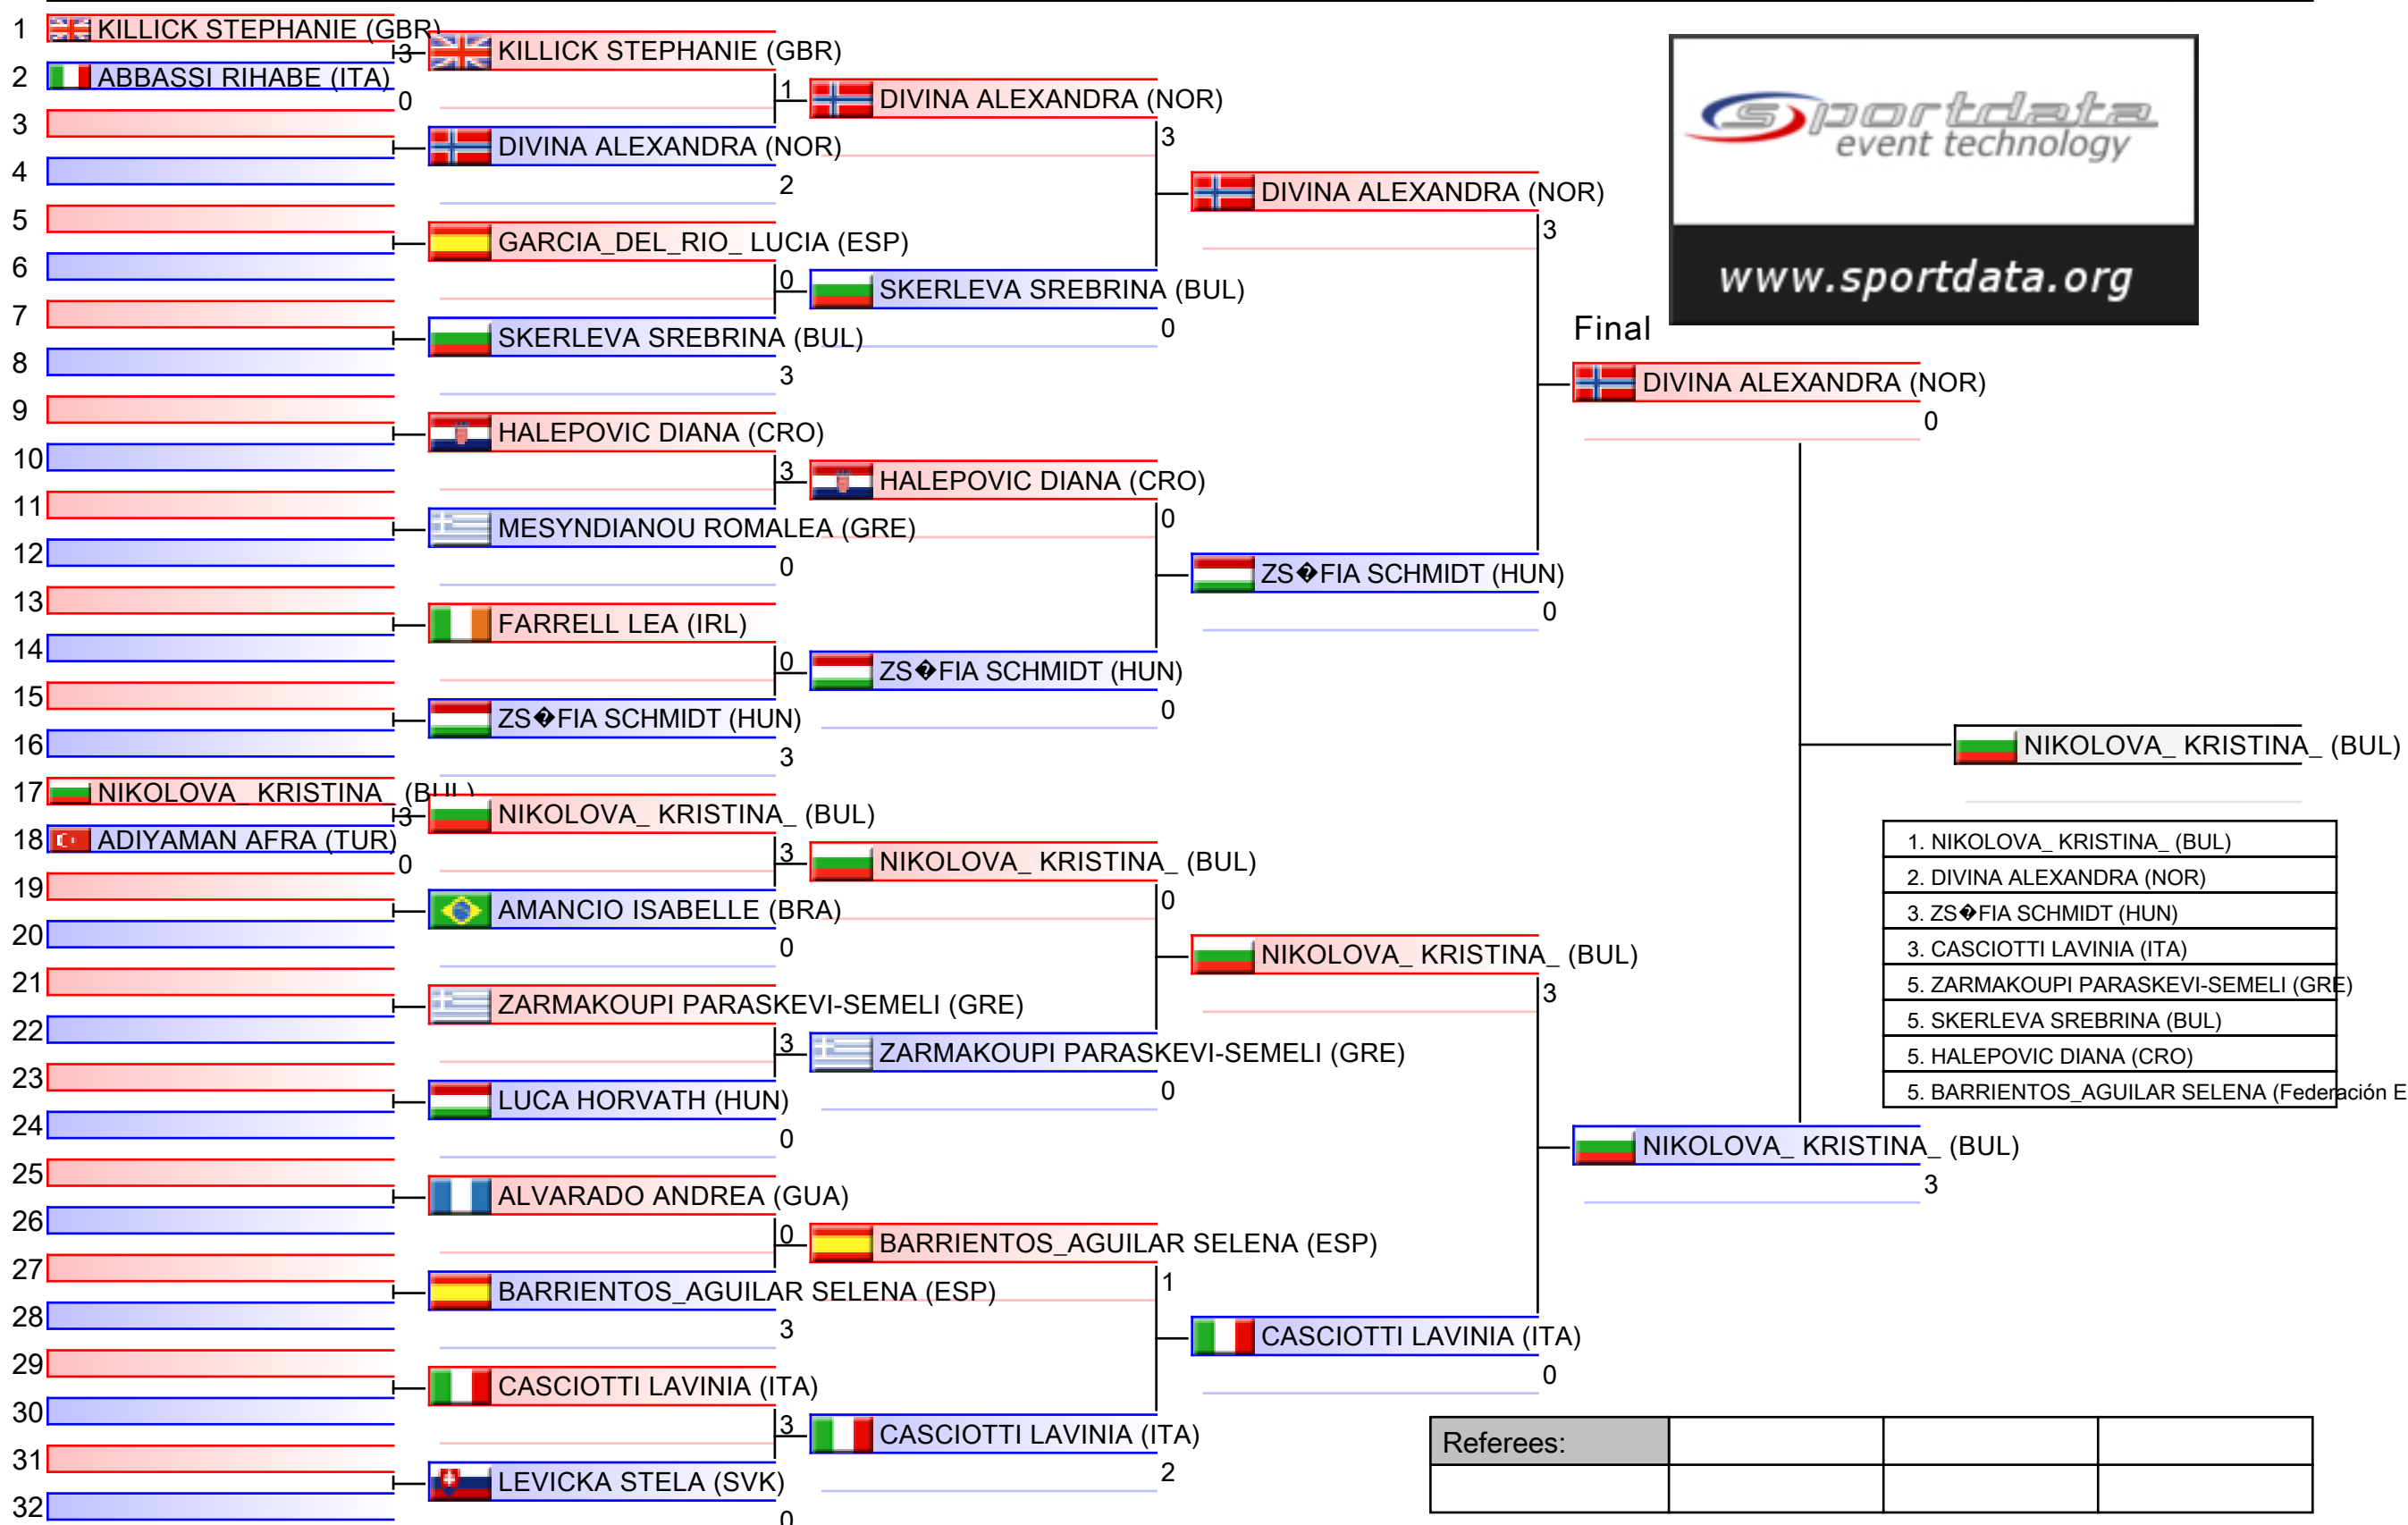 1 KILLICK STEPHANIE (GBR)
3
2 ABBASSI RIHABE (ITA)
0
3
4
5
6
7
8
9
10
11
12
13
14
15
16
17 NIKOLOVA_ KRISTINA_ (BUL)
3
18 ADIYAMAN AFRA (TUR)
0
19
20
21
22
23
24
25
26
27
28
29
30
31
32
KILLICK STEPHANIE (GBR)
1
DIVINA ALEXANDRA (NOR)
2
GARCIA_DEL_RIO_ LUCIA (ESP)
0
SKERLEVA SREBRINA (BUL)
3
HALEPOVIC DIANA (CRO)
3
MESYNDIANOU ROMALEA (GRE)
0
FARRELL LEA (IRL)
0
ZS�FIA SCHMIDT (HUN)
3
NIKOLOVA_ KRISTINA_ (BUL)
3
AMANCIO ISABELLE (BRA)
0
ZARMAKOUPI PARASKEVI-SEMELI (GRE)
3
LUCA HORVATH (HUN)
0
ALVARADO ANDREA (GUA)
0
BARRIENTOS_AGUILAR SELENA (ESP)
3
CASCIOTTI LAVINIA (ITA)
3
LEVICKA STELA (SVK)
0
DIVINA ALEXANDRA (NOR)
3
SKERLEVA SREBRINA (BUL)
0
HALEPOVIC DIANA (CRO)
0
ZS�FIA SCHMIDT (HUN)
0
NIKOLOVA_ KRISTINA_ (BUL)
0
ZARMAKOUPI PARASKEVI-SEMELI (GRE)
0
BARRIENTOS_AGUILAR SELENA (ESP)
1
CASCIOTTI LAVINIA (ITA)
2
DIVINA ALEXANDRA (NOR)
3
ZS�FIA SCHMIDT (HUN)
0
NIKOLOVA_ KRISTINA_ (BUL)
3
CASCIOTTI LAVINIA (ITA)
0
sportdata
event technology
www.sportdata.org
Final
DIVINA ALEXANDRA (NOR)
0
NIKOLOVA_ KRISTINA_ (BUL)
3
NIKOLOVA_ KRISTINA_ (BUL)
1. NIKOLOVA_ KRISTINA_ (BUL)
2. DIVINA ALEXANDRA (NOR)
3. ZS�FIA SCHMIDT (HUN)
3. CASCIOTTI LAVINIA (ITA)
5. ZARMAKOUPI PARASKEVI-SEMELI (GRE)
5. SKERLEVA SREBRINA (BUL)
5. HALEPOVIC DIANA (CRO)
5. BARRIENTOS_AGUILAR SELENA (Federación E
Referees: